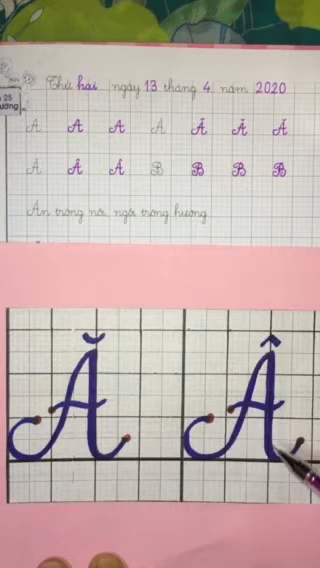 Thứ hai ngày 13 tháng 4 năm 2020
A A A Ă Ă Ă Ă
Â Â Â B B B B
Ăn trông nồi, ngồi trông hướng
Ă Â